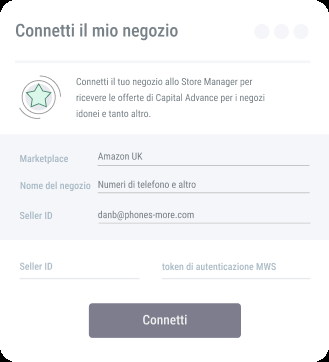 Connetti il mio negozio
Connetti il tuo negozio allo Store Manager per
ricevere le offerte di Capital Advance per i negozi
idonei e tanto altro.
Marketplace Amazon UK
Nome del negozio Numeri di telefono e altro
Seller ID danb@phones-more.com
Seller ID token di autenticazione MWS
Connetti